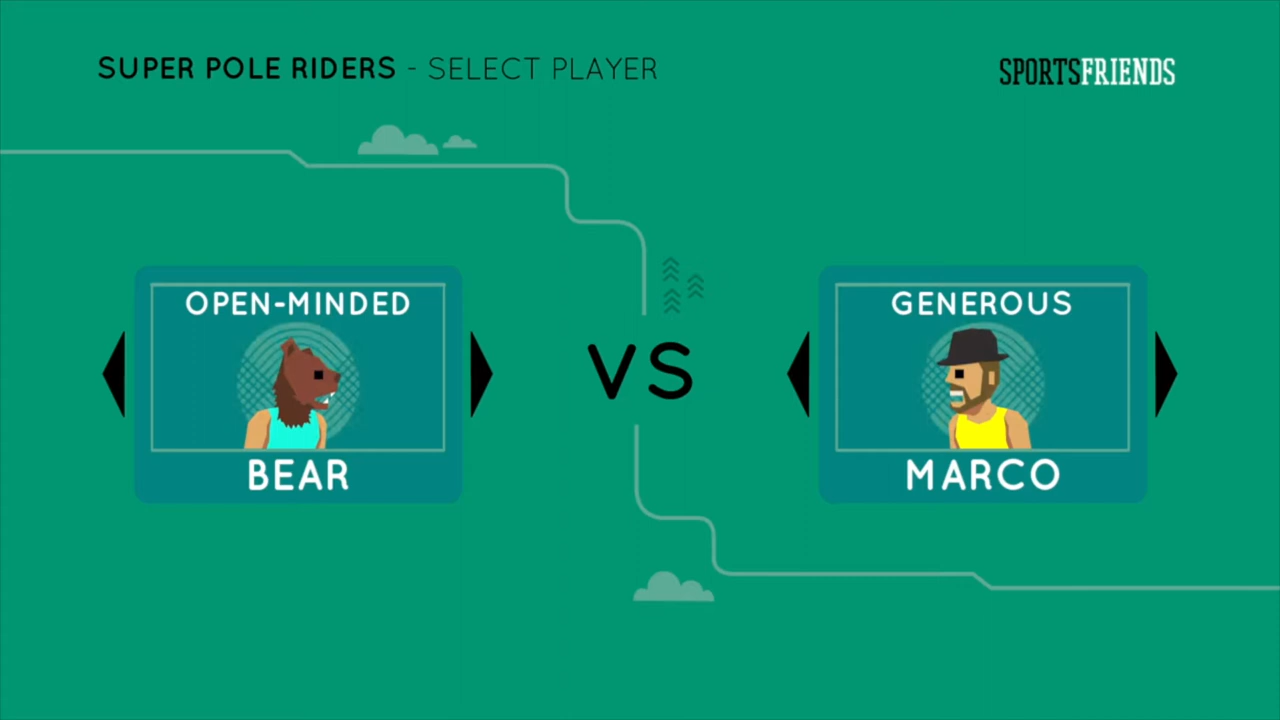 SUPER POLE RIDERS - SELECT PLAYER
SPORTSFRIENDS
OPEN-MINDED
BEAR
VS
GENEROUS
MARCO